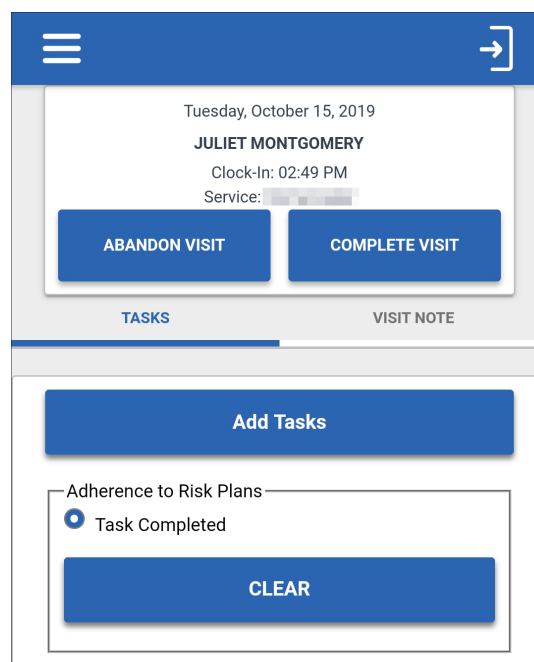 Tuesday, October 15, 2019
JULIET MONTGOMERY
Clock-In: 02:49 PM
Service:
ABANDON VISIT COMPLETE VISIT
TASKS VISIT NOTE
Add Tasks
Adherence to Risk Plans
Task Completed
CLEAR